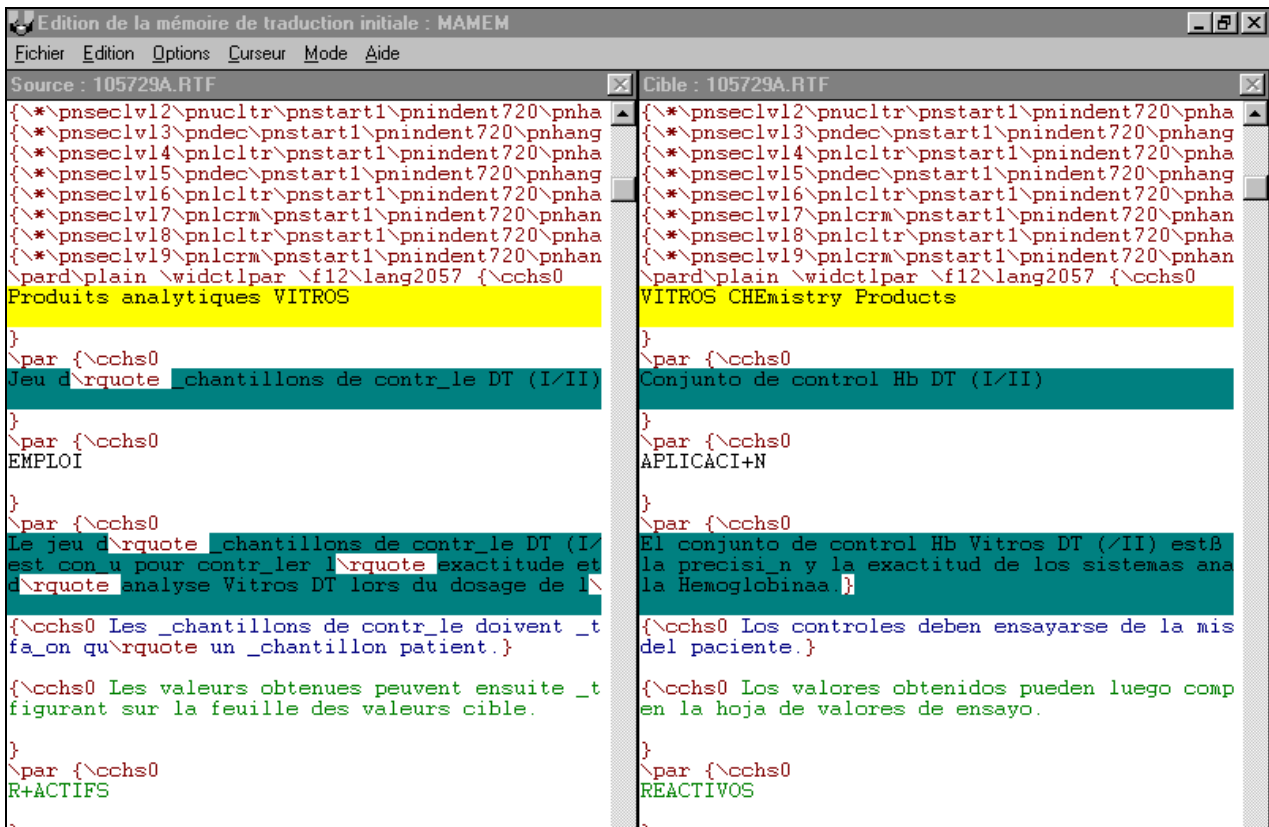 Edition de la mémoire de traduction initiale : MAMEM
Fichier Edition Options Curseur Mode Aide
Source : 105729A.RTF
{\*\pnseclvl2\pnucltr\pnstart1\pnindent720\pnha
{\*\pnseclvl3\pndec\pnstart1\pnindent720\pnhang
{\*\pnseclvl4\pnlcltr\pnstart1\pnindent720\pnha
{\*\pnseclvl5\pndec\pnstart1\pnindent720\pnhang
{\*\pnseclvl6\pnlcltr\pnstart1\pnindent720\pnha
{\*\pnseclvl7\pnlcrm\pnstart1\pnindent720\pnhan
{\*\pnseclvl8\pnlcltr\pnstart1\pnindent720\pnha
{\*\pnseclvl9\pnlcrm\pnstart1\pnindent720\pnhan
\pard\plain \widctlpar \f12\lang2057 {\cchs0
Produits analytiques VITROS
}
\par {\cchs0
Jeu d\rquote _chantillons de contr_le DT (I/II)
}
\par {\cchs0
EMPLOI
}
\par {\cchs0
Le jeu d\rquote _chantillons de contr_le DT (I/
est con_u pour contr_ler l\rquote exactitude et
d\rquote analyse Vitros DT lors du dosage de l\
{\cchs0 Les _chantillons de contr_le doivent _t
fa_on qu\rquote un _chantillon patient.}
{\cchs0 Les valeurs obtenues peuvent ensuite _t
figurant sur la feuille des valeurs cible.
}
\par {\cchs0
R+ACTIFS
Cible : 105729A.RTF
{\*\pnseclvl2\pnucltr\pnstart1\pnindent720\pnha
{\*\pnseclvl3\pndec\pnstart1\pnindent720\pnhang
{\*\pnseclvl4\pnlcltr\pnstart1\pnindent720\pnha
{\*\pnseclvl5\pndec\pnstart1\pnindent720\pnhang
{\*\pnseclvl6\pnlcltr\pnstart1\pnindent720\pnha
{\*\pnseclvl7\pnlcrm\pnstart1\pnindent720\pnhan
{\*\pnseclvl8\pnlcltr\pnstart1\pnindent720\pnha
{\*\pnseclvl9\pnlcrm\pnstart1\pnindent720\pnhan
\pard\plain \widctlpar \f12\lang2057 {\cchs0
VITROS CHEmistry Products
}
\par {\cchs0
Conjunto de control Hb DT (I/II)
}
\par {\cchs0
APLICACI+N
}
\par {\cchs0
El conjunto de control Hb Vitros DT (/II) estß
la precisi_n y la exactitud de los sistemas ana
la Hemoglobinaa.}
{\cchs0 Los controles deben ensayarse de la mis
del paciente.}
{\cchs0 Los valores obtenidos pueden luego comp
en la hoja de valores de ensayo.
}
\par {\cchs0
REACTIVOS